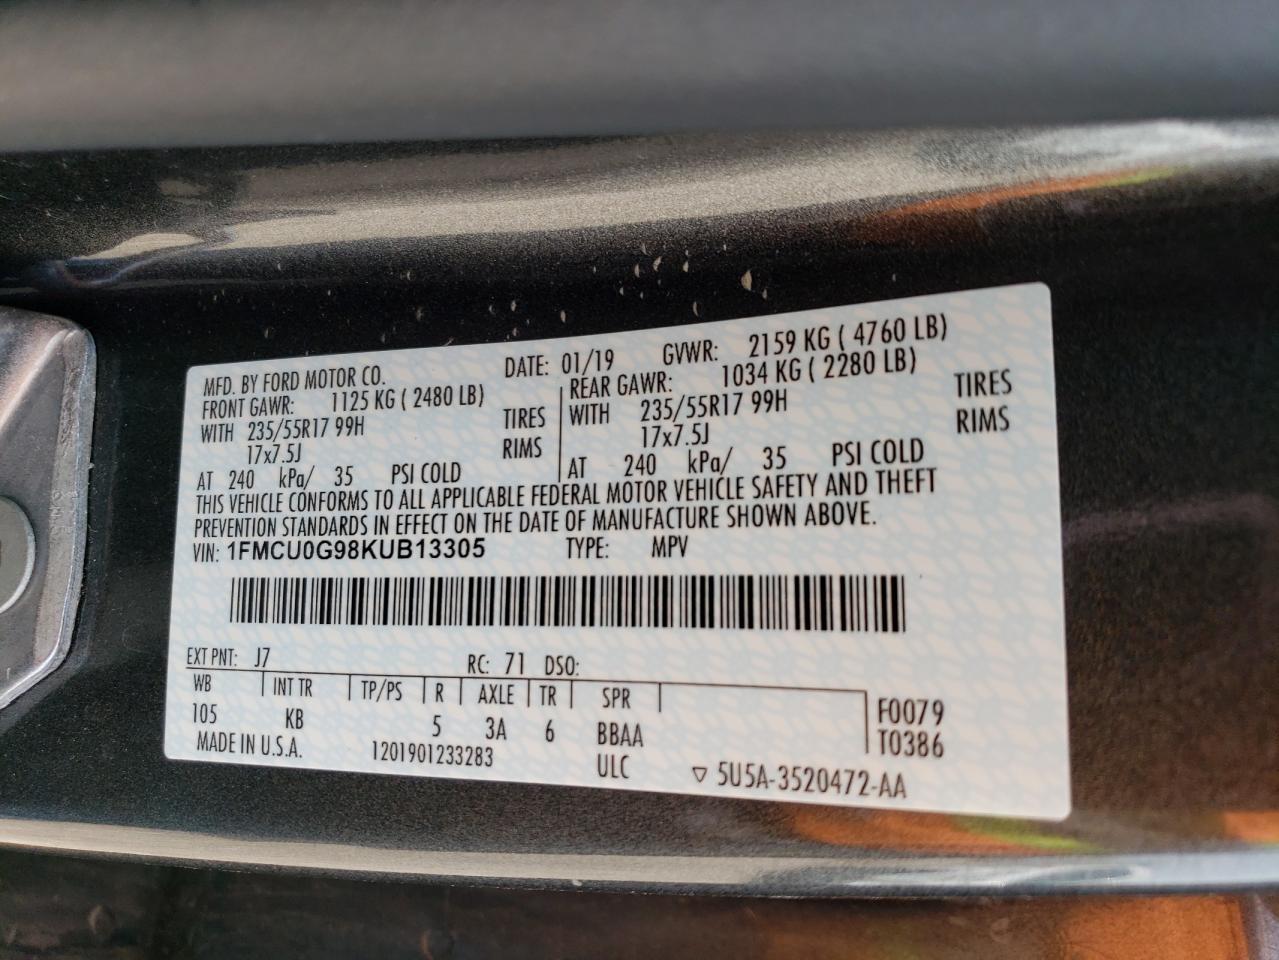 MFD. BY FORD MOTOR CO. DATE: 01/19 GVWR: 2159 KG ( 4760 LB)
FRONT GAWR: 1125 KG ( 2480 LB) REAR GAWR: 1034 KG ( 2280 LB)
WITH 235/55R17 99H TIRES WITH 235/55R17 99H TIRES
17x7.5J RIMS 17x7.5J RIMS
AT 240 kPa/ 35 PSI COLD AT 240 kPa/ 35 PSI COLD
THIS VEHICLE CONFORMS TO ALL APPLICABLE FEDERAL MOTOR VEHICLE SAFETY AND THEFT
PREVENTION STANDARDS IN EFFECT ON THE DATE OF MANUFACTURE SHOWN ABOVE.
VIN: 1FMCU0G98KUB13305 TYPE: MPV
EXT PNT: J7 RC: 71 DSO:
WB INT TR TP/PS R AXLE TR SPR
105 KB 5 3A 6 BBAA F0079
T0386
MADE IN U.S.A. 1201901233283 ULC ▽ 5U5A-3520472-AA